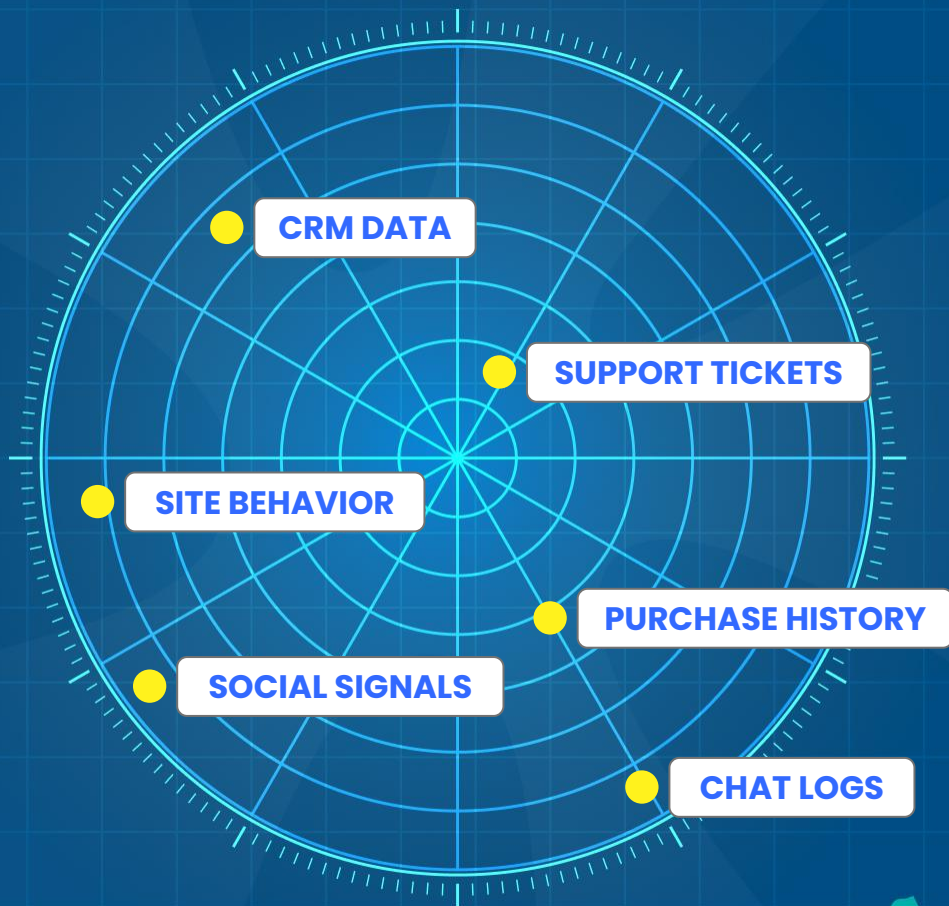 CRM DATA
SUPPORT TICKETS
SITE BEHAVIOR
PURCHASE HISTORY
SOCIAL SIGNALS
CHAT LOGS